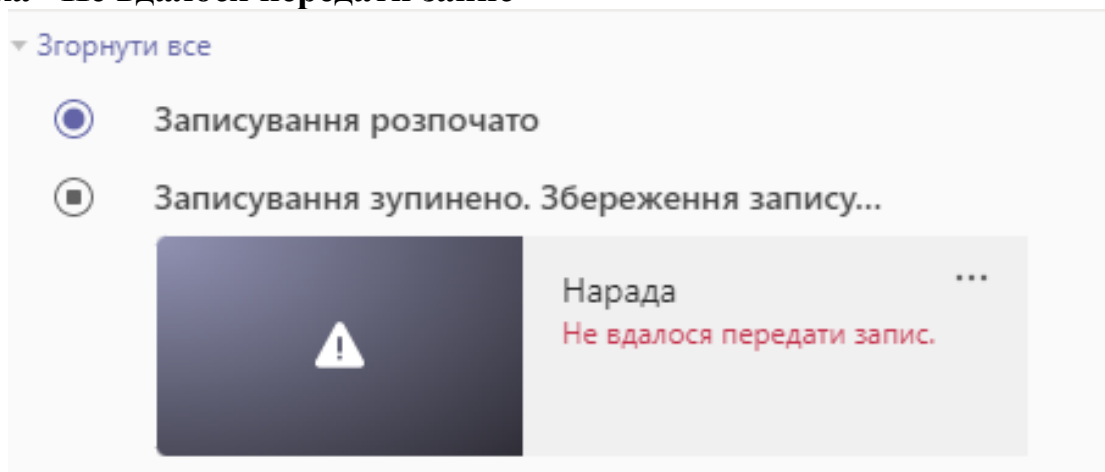 Згорнути все
Записування розпочато
Записування зупинено. Збереження запису...
Нарада
...
Не вдалося передати запис.